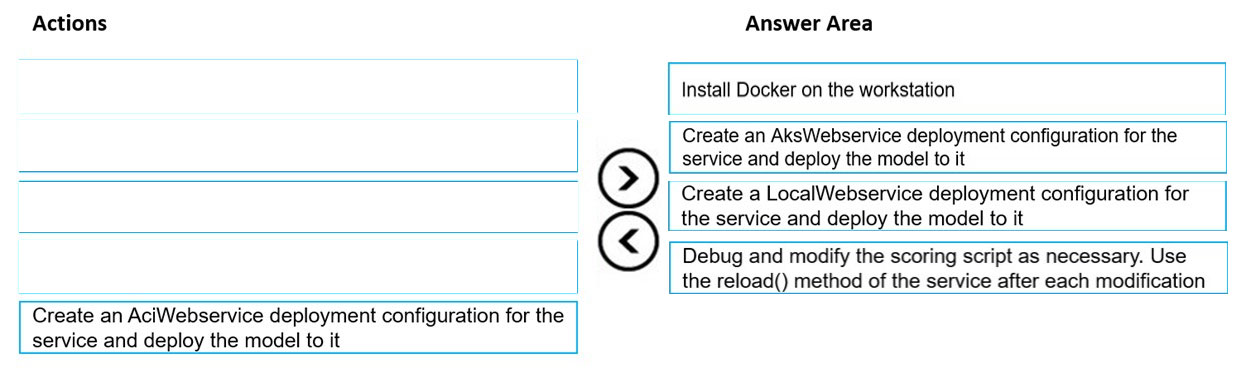 Actions
Answer Area
Install Docker on the workstation
Create an AksWebservice deployment configuration for the
service and deploy the model to it
Create a LocalWebservice deployment configuration for
the service and deploy the model to it
Debug and modify the scoring script as necessary. Use
the reload() method of the service after each modification
Create an AciWebservice deployment configuration for the
service and deploy the model to it